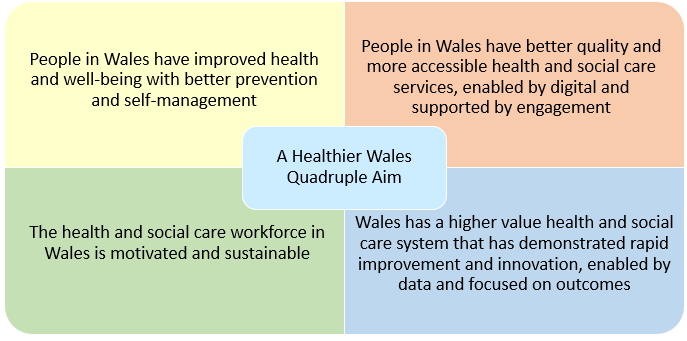 People in Wales have improved health
and well-being with better prevention
and self-management
People in Wales have better quality and
more accessible health and social care
services, enabled by digital and
supported by engagement
A Healthier Wales
Quadruple Aim
The health and social care workforce in
Wales is motivated and sustainable
Wales has a higher value health and social
care system that has demonstrated rapid
improvement and innovation, enabled by
data and focused on outcomes